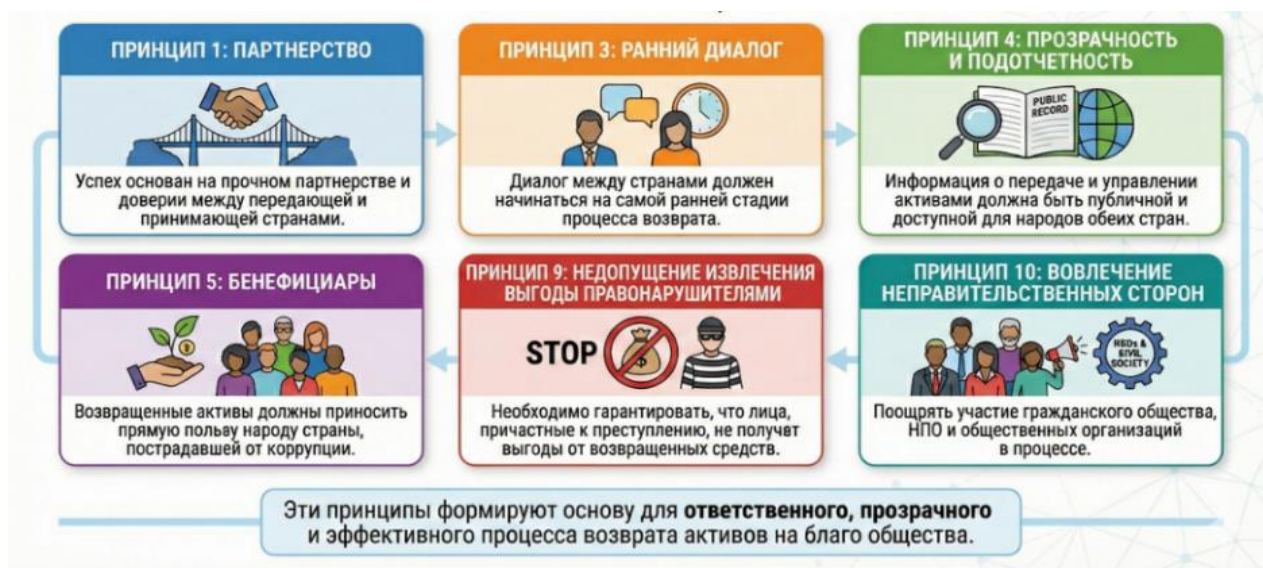 ПРИНЦИП 1: ПАРТНЕРСТВО
Успех основан на прочном партнерстве и
доверии между передающей и
принимающей странами.
ПРИНЦИП 3: РАННИЙ ДИАЛОГ
Диалог между странами должен
начинаться на самой ранней стадии
процесса возврата.
ПРИНЦИП 4: ПРОЗРАЧНОСТЬ
И ПОДОТЧЕТНОСТЬ
PUBLIC
RECORD
Информация о передаче и управлении
активами должна быть публичной и
доступной для народов обеих стран.
ПРИНЦИП 5: БЕНЕФИЦИАРЫ
Возвращенные активы должны приносить
прямую пользу народу страны,
пострадавшей от коррупции.
ПРИНЦИП 9: НЕДОПУЩЕНИЕ ИЗВЛЕЧЕНИЯ
ВЫГОДЫ ПРАВОНАРУШИТЕЛЯМИ
STOP
Необходимо гарантировать, что лица,
причастные к преступлению, не получат
выгоды от возвращенных средств.
ПРИНЦИП 10: ВОВЛЕЧЕНИЕ
НЕПРАВИТЕЛЬСТВЕННЫХ СТОРОН
SOCIETY
Поощрять участие гражданского общества,
НПО и общественных организаций
в процессе.
Эти принципы формируют основу для ответственного, прозрачного
и эффективного процесса возврата активов на благо общества.